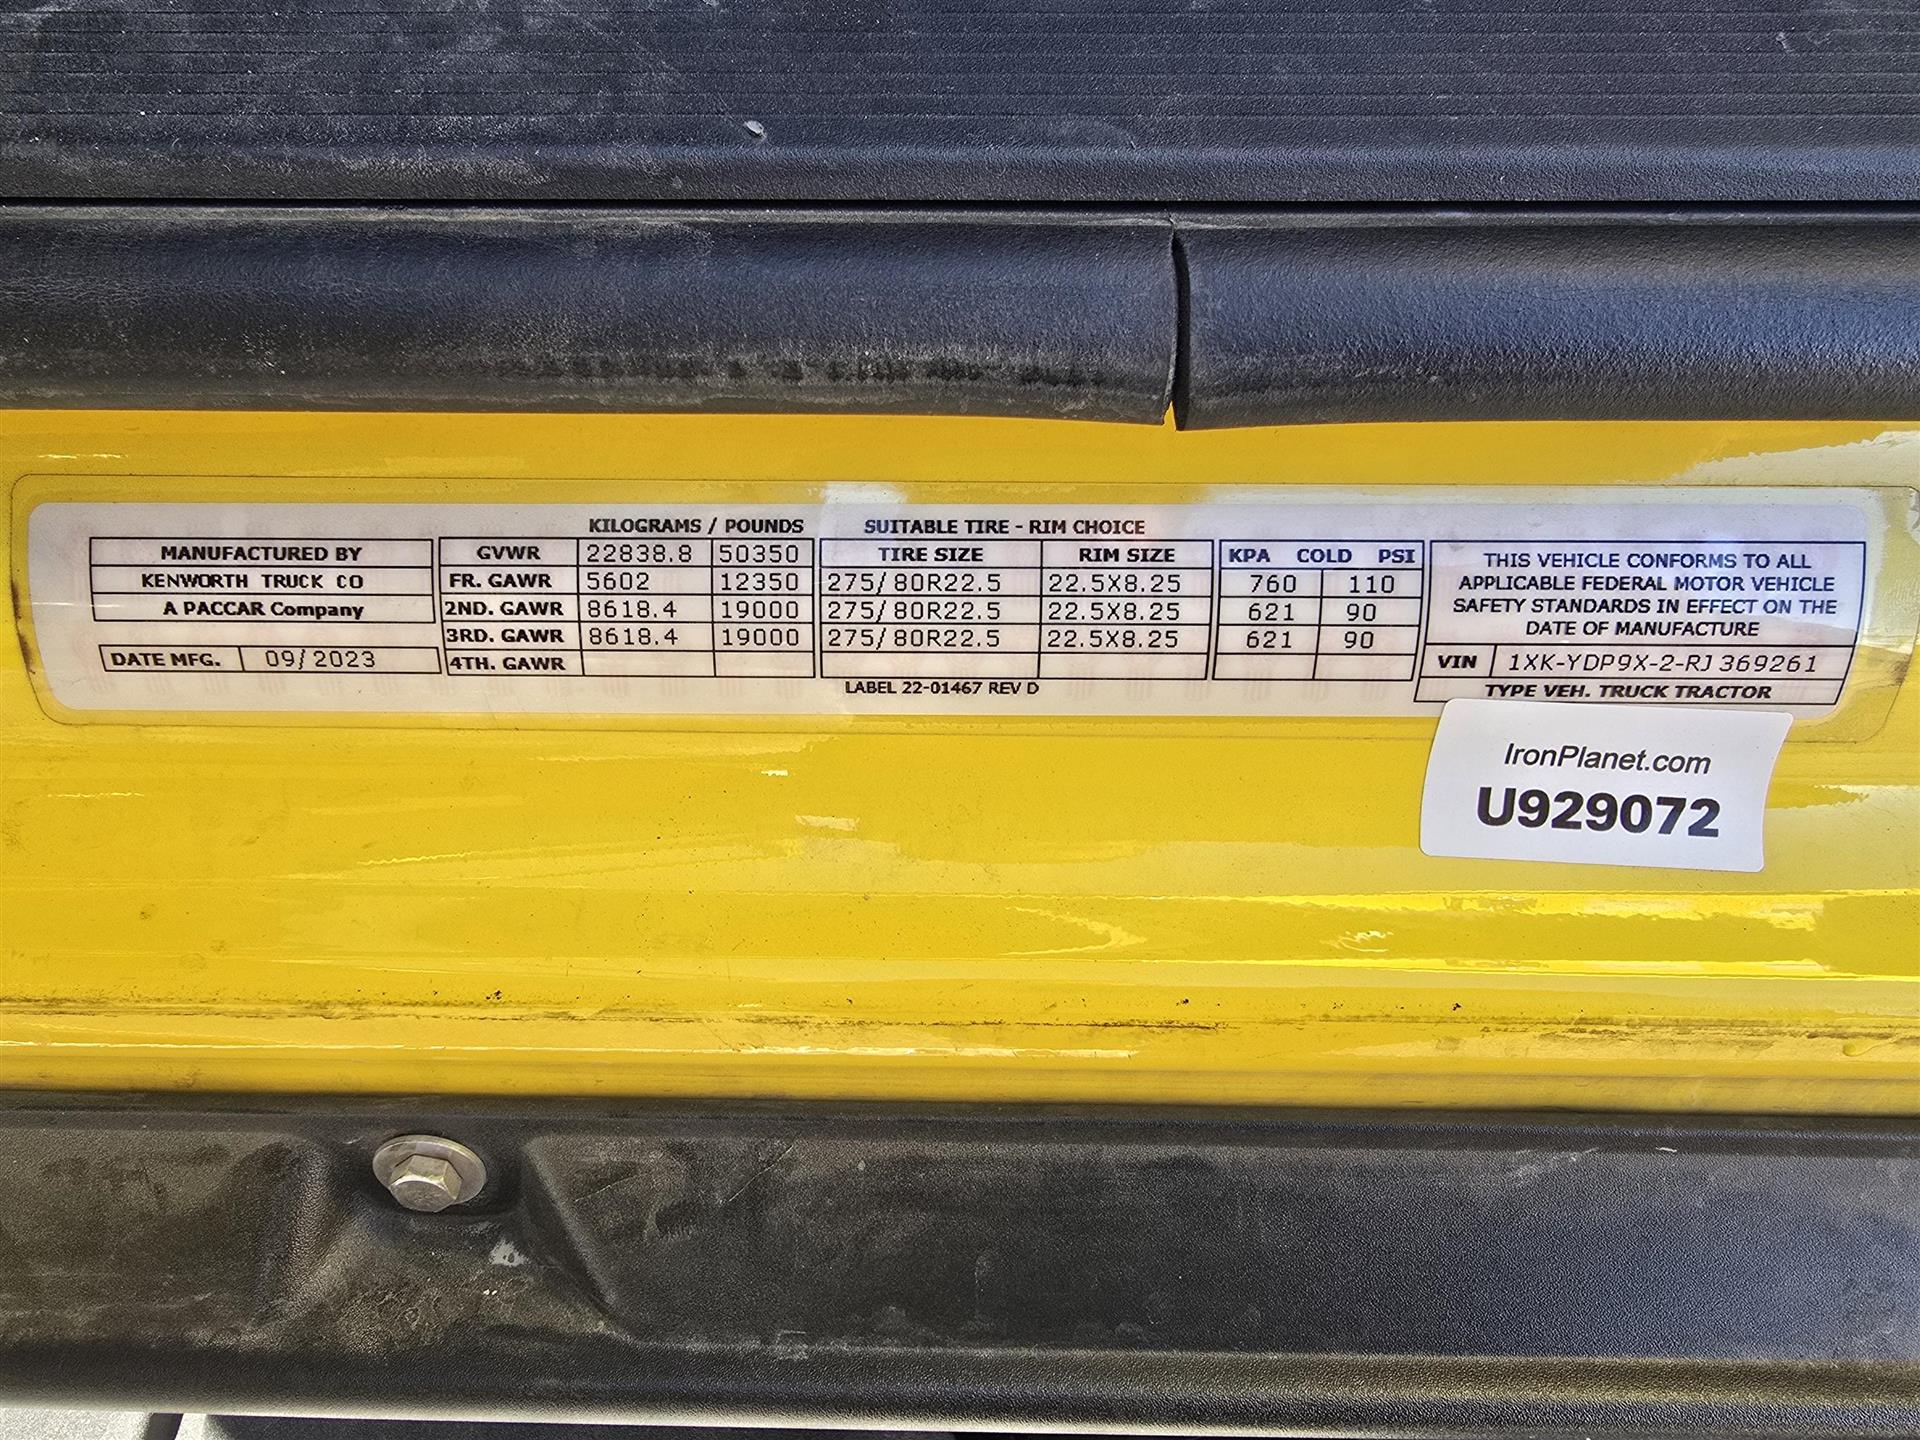 KILOGRAMS / POUNDS SUITABLE TIRE - RIM CHOICE
MANUFACTURED BY
KENWORTH TRUCK CO
A PACCAR Company
DATE MFG. 09/2023
GVWR 22838.8 50350
FR. GAWR 5602 12350
2ND. GAWR 8618.4 19000
3RD. GAWR 8618.4 19000
4TH. GAWR
TIRE SIZE RIM SIZE
275/80R22.5 22.5X8.25
275/80R22.5 22.5X8.25
275/80R22.5 22.5X8.25
LABEL 22-01467 REV D
KPA COLD PSI
760 110
621 90
621 90
THIS VEHICLE CONFORMS TO ALL
APPLICABLE FEDERAL MOTOR VEHICLE
SAFETY STANDARDS IN EFFECT ON THE
DATE OF MANUFACTURE
VIN 1XK-YDP9X-2-RJ369261
TYPE VEH. TRUCK TRACTOR
IronPlanet.com
U929072